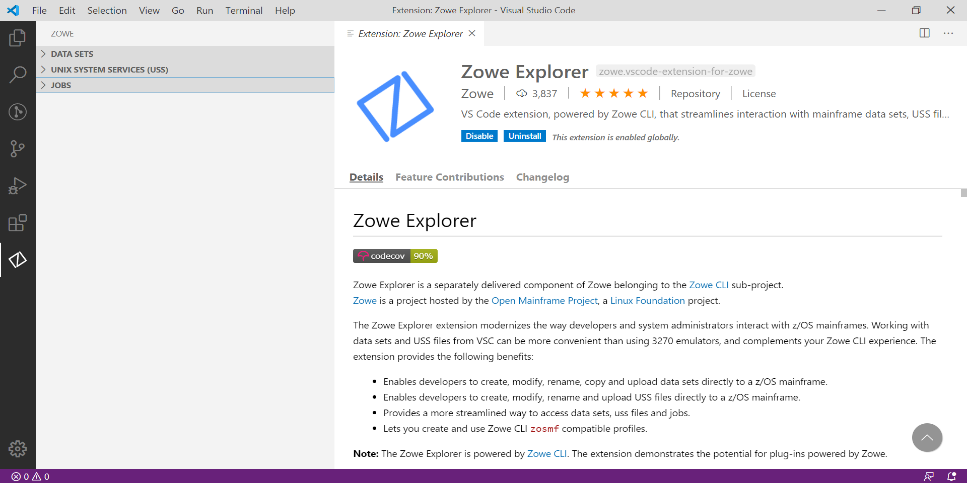 File Edit Selection View Go Run Terminal Help
Extension: Zowe Explorer - Visual Studio Code
ZOWE
DATA SETS
UNIX SYSTEM SERVICES (USS)
JOBS
Extension: Zowe Explorer
Zowe Explorer zowe.vscode-extension-for-zowe
Zowe 3,837 Repository License
VS Code extension, powered by Zowe CLI, that streamlines interaction with mainframe data sets, USS fil...
Disable Uninstall This extension is enabled globally.
Details Feature Contributions Changelog
Zowe Explorer
codecov 90%
Zowe Explorer is a separately delivered component of Zowe belonging to the Zowe CLI sub-project.
Zowe is a project hosted by the Open Mainframe Project, a Linux Foundation project.
The Zowe Explorer extension modernizes the way developers and system administrators interact with z/OS mainframes. Working with
data sets and USS files from VSC can be more convenient than using 3270 emulators, and complements your Zowe CLI experience. The
extension provides the following benefits:
• Enables developers to create, modify, rename, copy and upload data sets directly to a z/OS mainframe.
• Enables developers to create, modify, rename and upload USS files directly to a z/OS mainframe.
• Provides a more streamlined way to access data sets, uss files and jobs.
• Lets you create and use Zowe CLI zosmf compatible profiles.
Note: The Zowe Explorer is powered by Zowe CLI. The extension demonstrates the potential for plug-ins powered by Zowe.
0 0